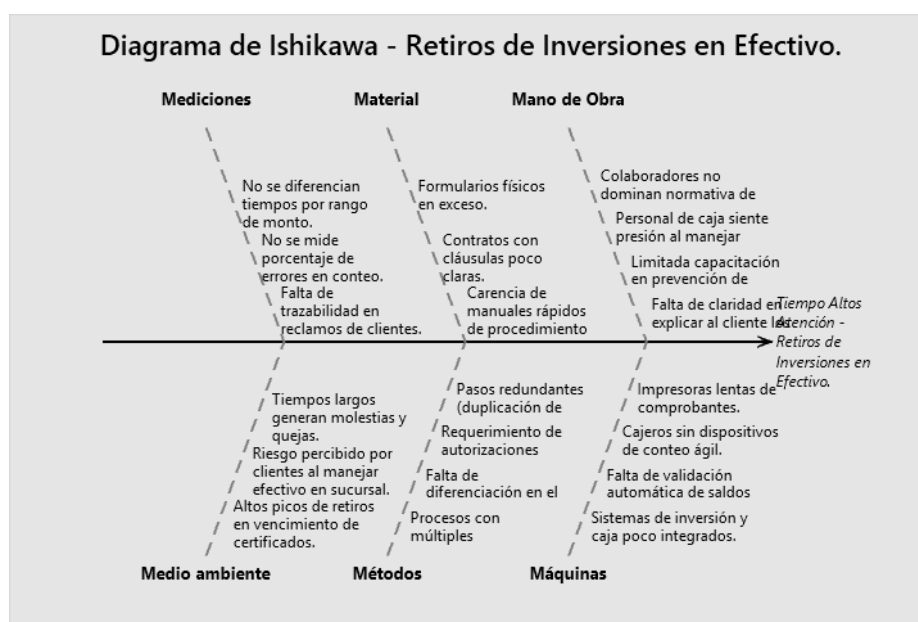 Diagrama de Ishikawa - Retiros de Inversiones en Efectivo.
Mediciones
No se diferencian
tiempos por rango
de monto.
No se mide
porcentaje de
errores en conteo.
Falta de
trazabilidad en
reclamos de clientes.
Material
Formularios físicos
en exceso.
Contratos con
cláusulas poco
claras.
Carencia de
manuales rápidos
de procedimiento
Mano de Obra
Colaboradores no
dominan normativa de
Personal de caja siente
presión al manejar
Limitada capacitación
en prevención de
Falta de claridad en
explicar al cliente los
Tiempo Altos
Atención -
Retiros de
Inversiones en
Efectivo.
Tiempos largos
generan molestias y
quejas.
Riesgo percibido por
clientes al manejar
efectivo en sucursal.
Altos picos de retiros
en vencimiento de
certificados.
Medio ambiente
Pasos redundantes
(duplicación de
Requerimiento de
autorizaciones
Falta de
diferenciación en el
Procesos con
múltiples
Métodos
Impresoras lentas de
comprobantes.
Cajeros sin dispositivos
de conteo ágil.
Falta de validación
automática de saldos
Sistemas de inversión y
caja poco integrados.
Máquinas